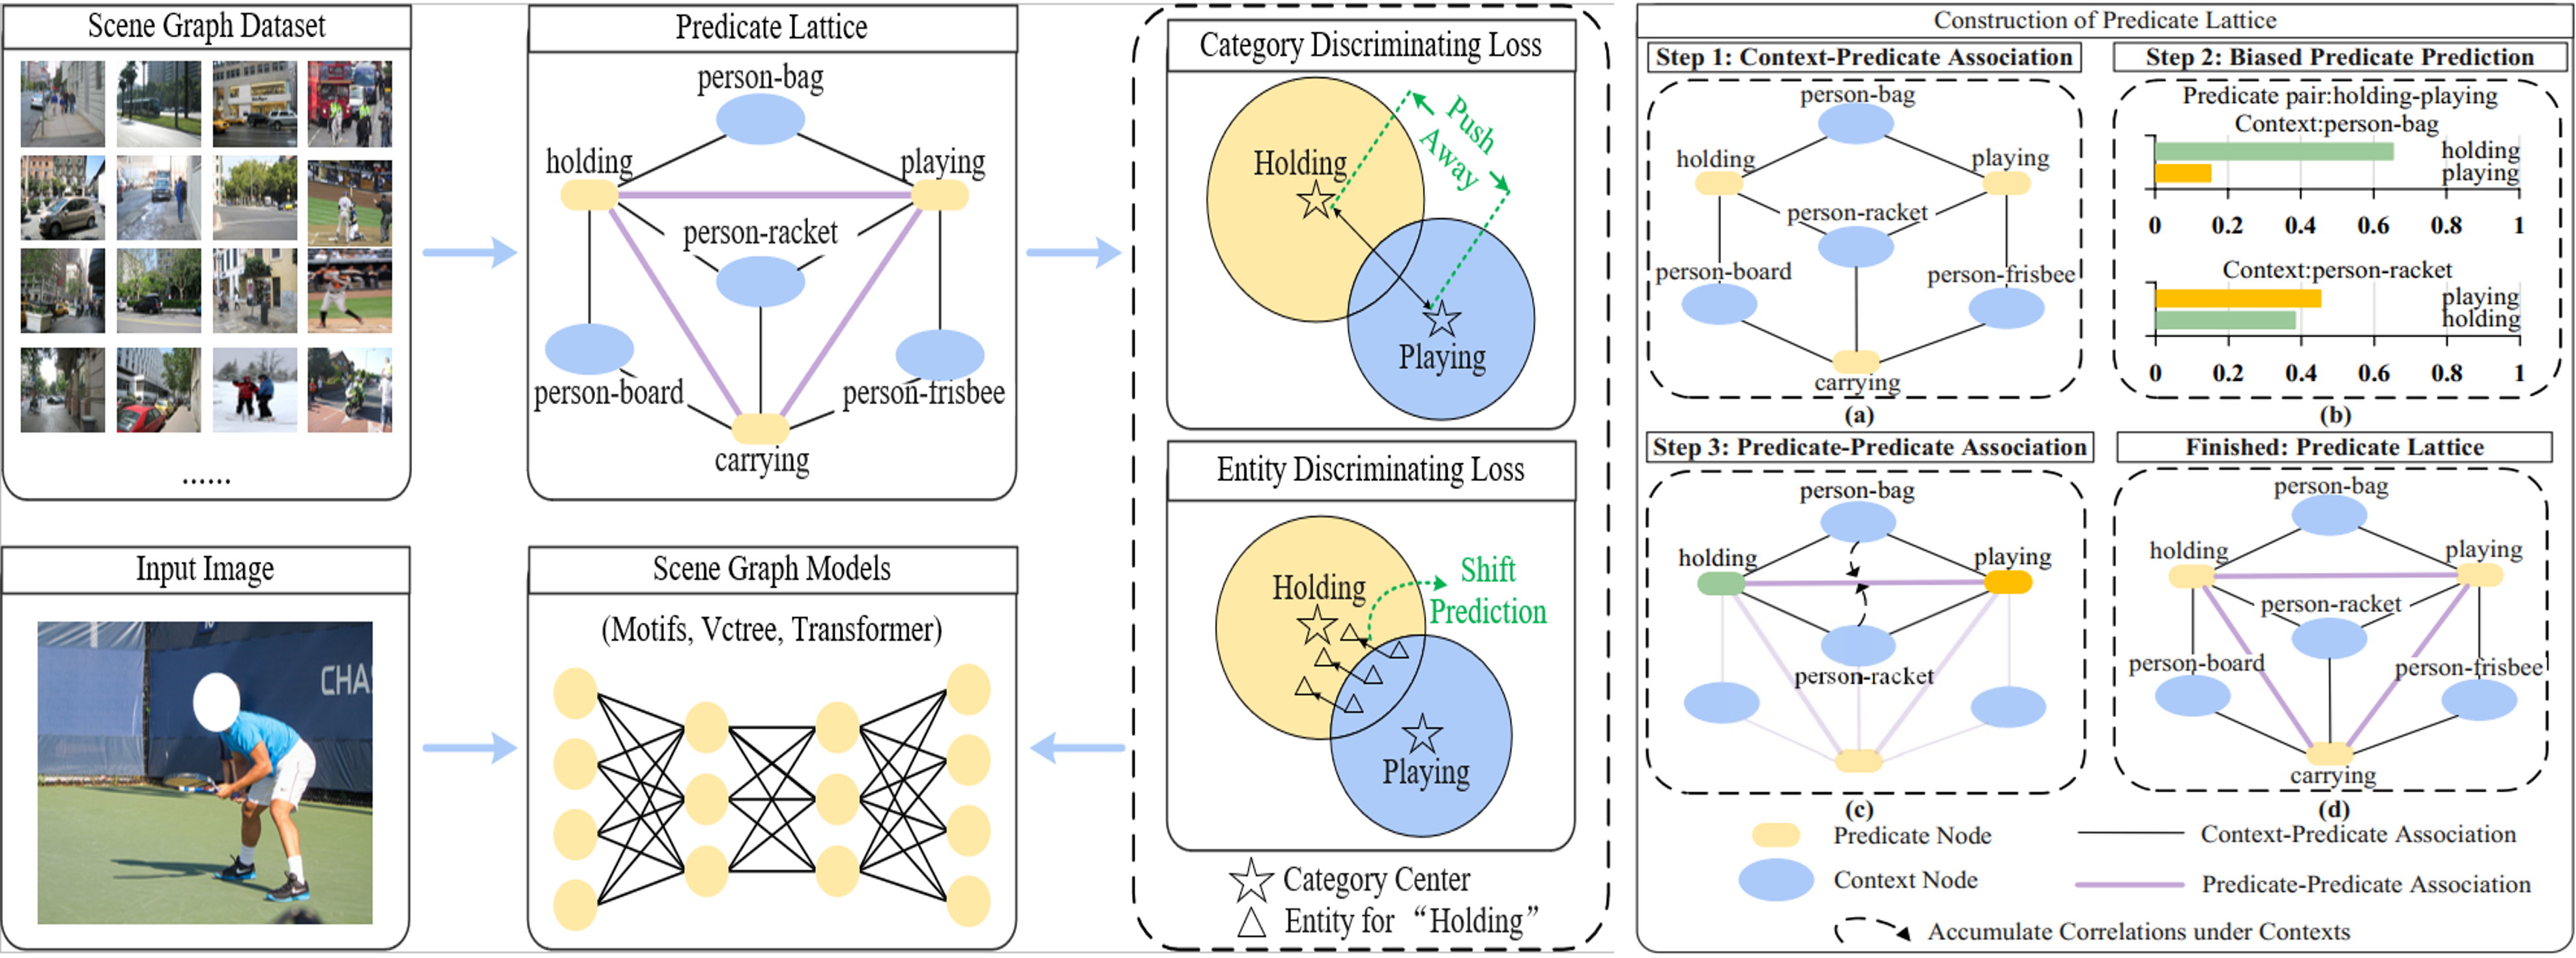 Scene Graph Dataset
......
Predicate Lattice
person-bag
holding
playing
person-racket
person-board
person-frisbee
carrying
Category Discriminating Loss
Push
Away
Holding
Playing
Entity Discriminating Loss
Holding
Shift
Prediction
Playing
Category Center
Entity for “Holding”
Input Image
CHAS
Scene Graph Models
(Motifs, Vctree, Transformer)
Construction of Predicate Lattice
Step 1: Context-Predicate Association
person-bag
holding
playing
person-racket
person-board
person-frisbee
carrying
(a)
Step 2: Biased Predicate Prediction
Predicate pair:holding-playing
Context:person-bag
holding
playing
0 0.2 0.4 0.6 0.8 1
Context:person-racket
playing
holding
0 0.2 0.4 0.6 0.8 1
(b)
Step 3: Predicate-Predicate Association
person-bag
holding
playing
person-racket
(c)
Finished: Predicate Lattice
person-bag
holding
playing
person-racket
person-board
person-frisbee
carrying
(d)
Predicate Node
Context-Predicate Association
Context Node
Predicate-Predicate Association
Accumulate Correlations under Contexts